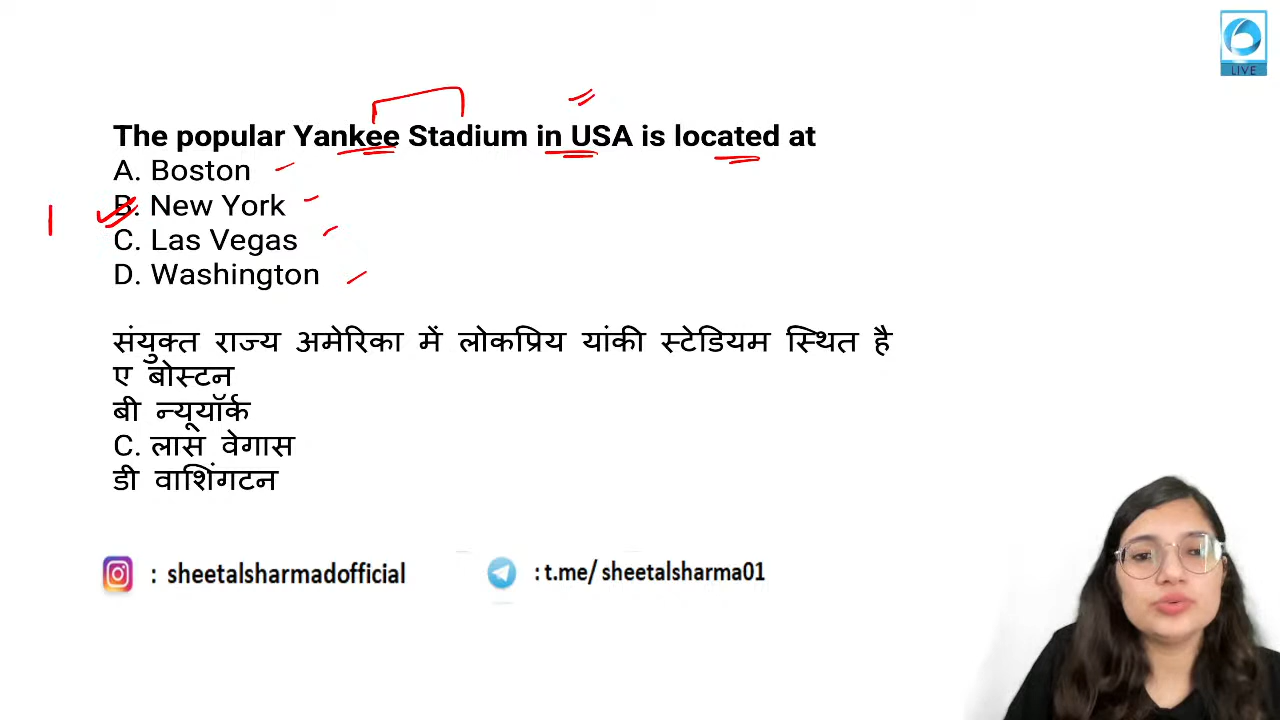 LIVE
The popular Yankee Stadium in USA is located at
A. Boston
B. New York
C. Las Vegas
D. Washington
संयुक्त राज्य अमेरिका में लोकप्रिय यांकी स्टेडियम स्थित है
ए बोस्टन
बी न्यूयॉर्क
C. लास वेगास
डी वाशिंगटन
: sheetalsharmadofficial
: t.me/ sheetalsharma01